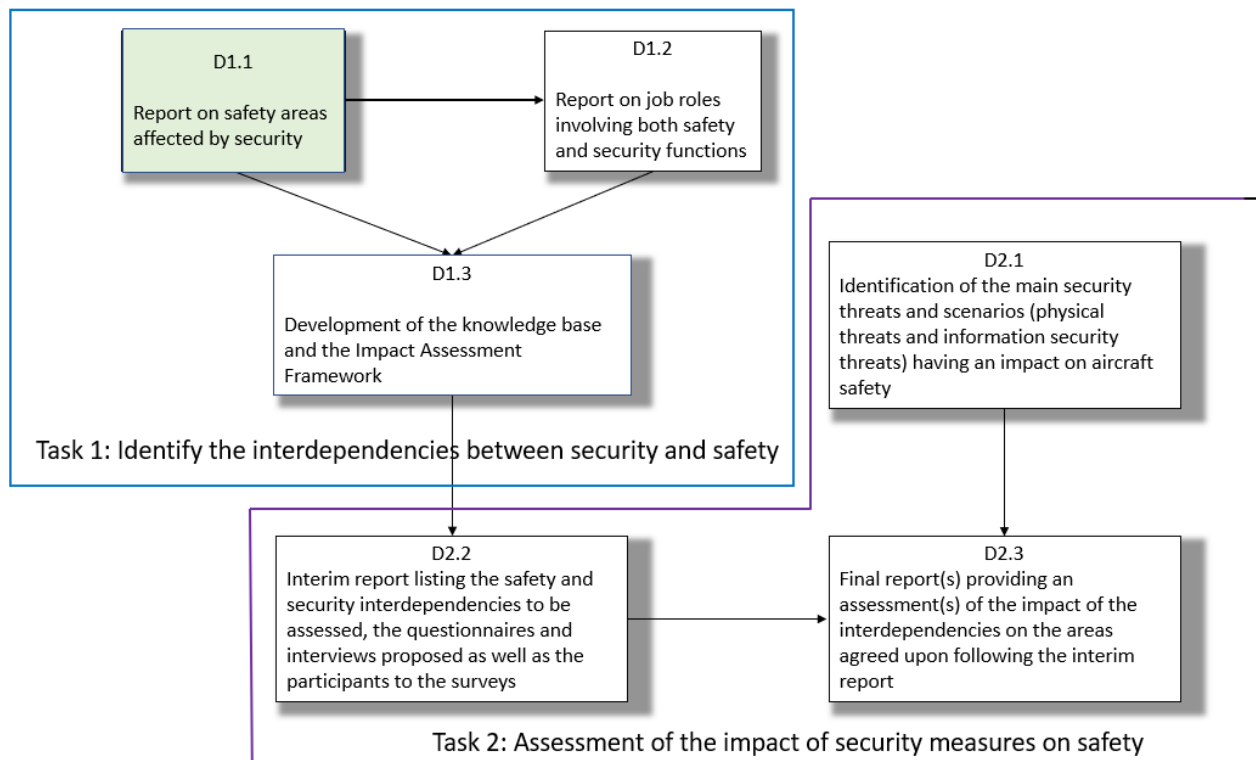 D1.1
Report on safety areas
affected by security
D1.2
Report on job roles
involving both safety
and security functions
D1.3
Development of the knowledge base
and the Impact Assessment
Framework
Task 1: Identify the interdependencies between security and safety
D2.1
Identification of the main security
threats and scenarios (physical
threats and information security
threats) having an impact on aircraft
safety
D2.2
Interim report listing the safety and
security interdependencies to be
assessed, the questionnaires and
interviews proposed as well as the
participants to the surveys
D2.3
Final report(s) providing an
assessment(s) of the impact of the
interdependencies on the areas
agreed upon following the interim
report
Task 2: Assessment of the impact of security measures on safety